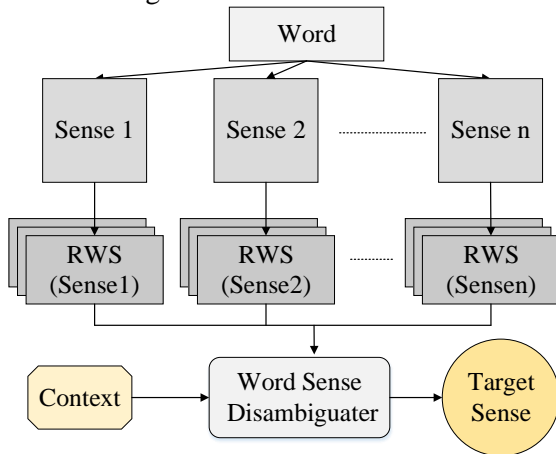 Word
Sense 1
Sense 2
Sense n
RWS
(Sense1)
RWS
(Sense2)
RWS
(Sensen)
Context
Word Sense
Disambiguater
Target
Sense